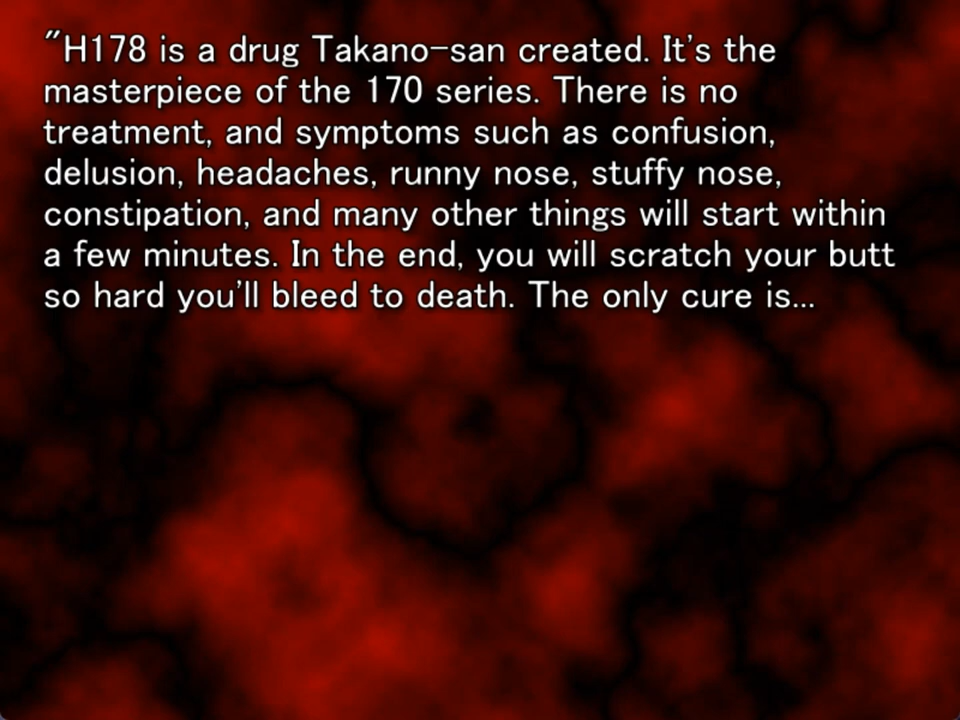 "H178 is a drug Takano-san created. It's the
masterpiece of the 170 series. There is no
treatment, and symptoms such as confusion,
delusion, headaches, runny nose, stuffy nose,
constipation, and many other things will start within
a few minutes. In the end, you will scratch your butt
so hard you'll bleed to death. The only cure is...